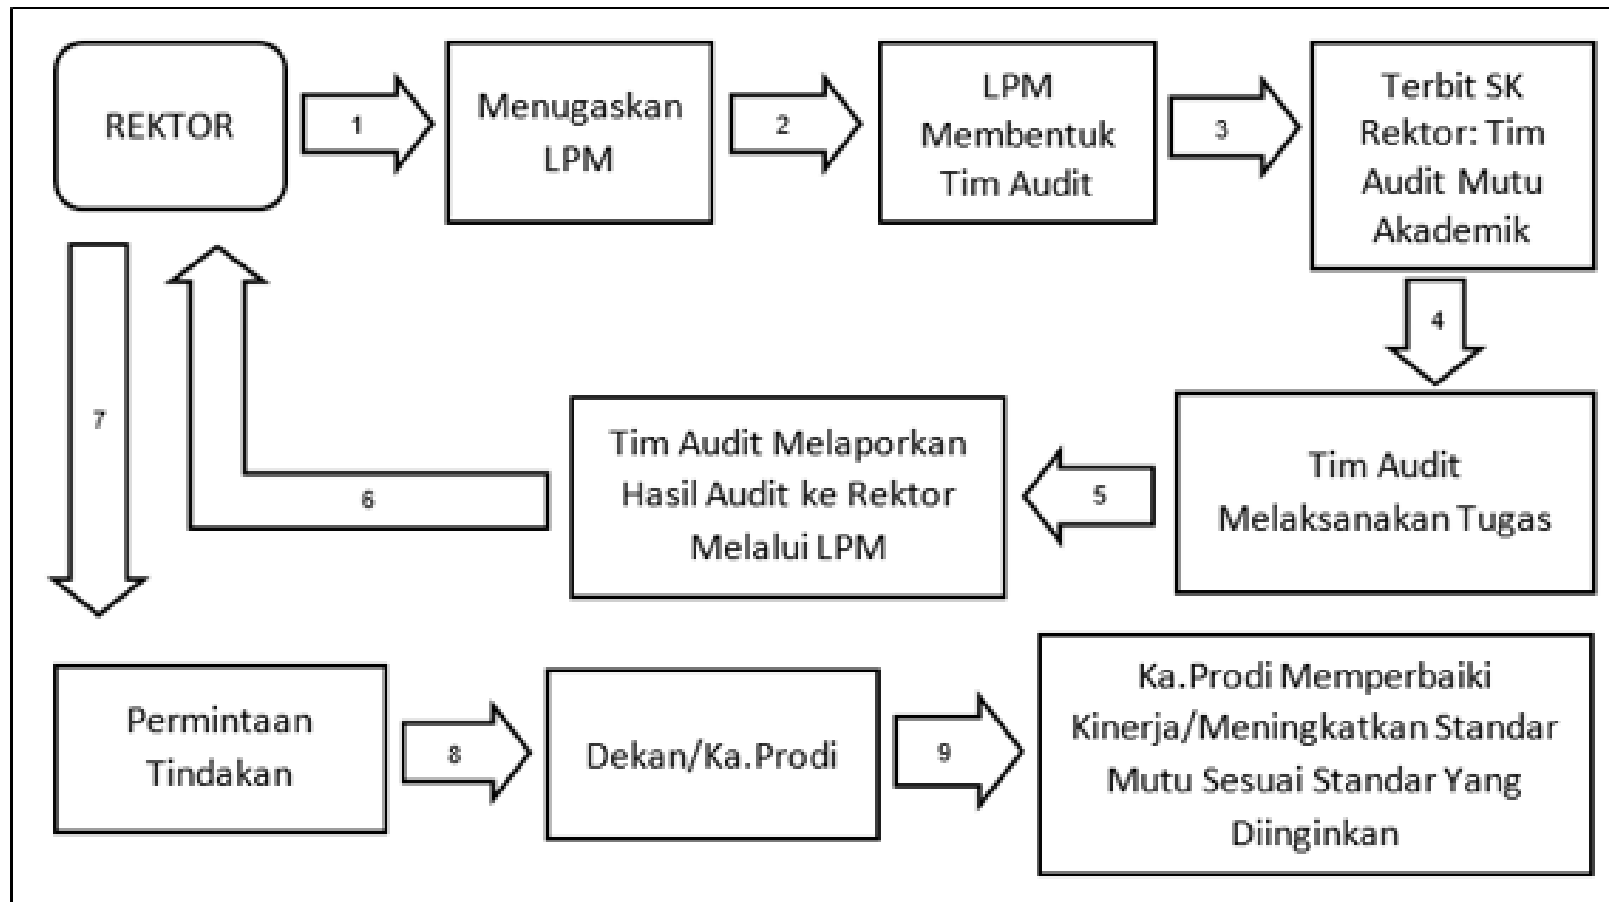 REKTOR
1
Menugaskan
LPM
2
LPM
Membentuk
Tim Audit
3
Terbit SK
Rektor: Tim
Audit Mutu
Akademik
4
Tim Audit
Melaksanakan Tugas
5
Tim Audit Melaporkan
Hasil Audit ke Rektor
Melalui LPM
6
7
Permintaan
Tindakan
8
Dekan/Ka.Prodi
9
Ka.Prodi Memperbaiki
Kinerja/Meningkatkan Standar
Mutu Sesuai Standar Yang
Diinginkan